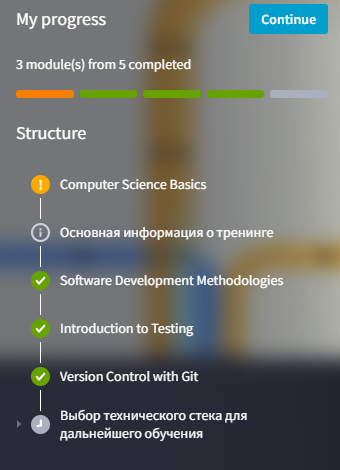 My progress
Continue
3 module(s) from 5 completed
Structure
Computer Science Basics
Основная информация о тренинге
Software Development Methodologies
Introduction to Testing
Version Control with Git
Выбор технического стека для
дальнейшего обучения